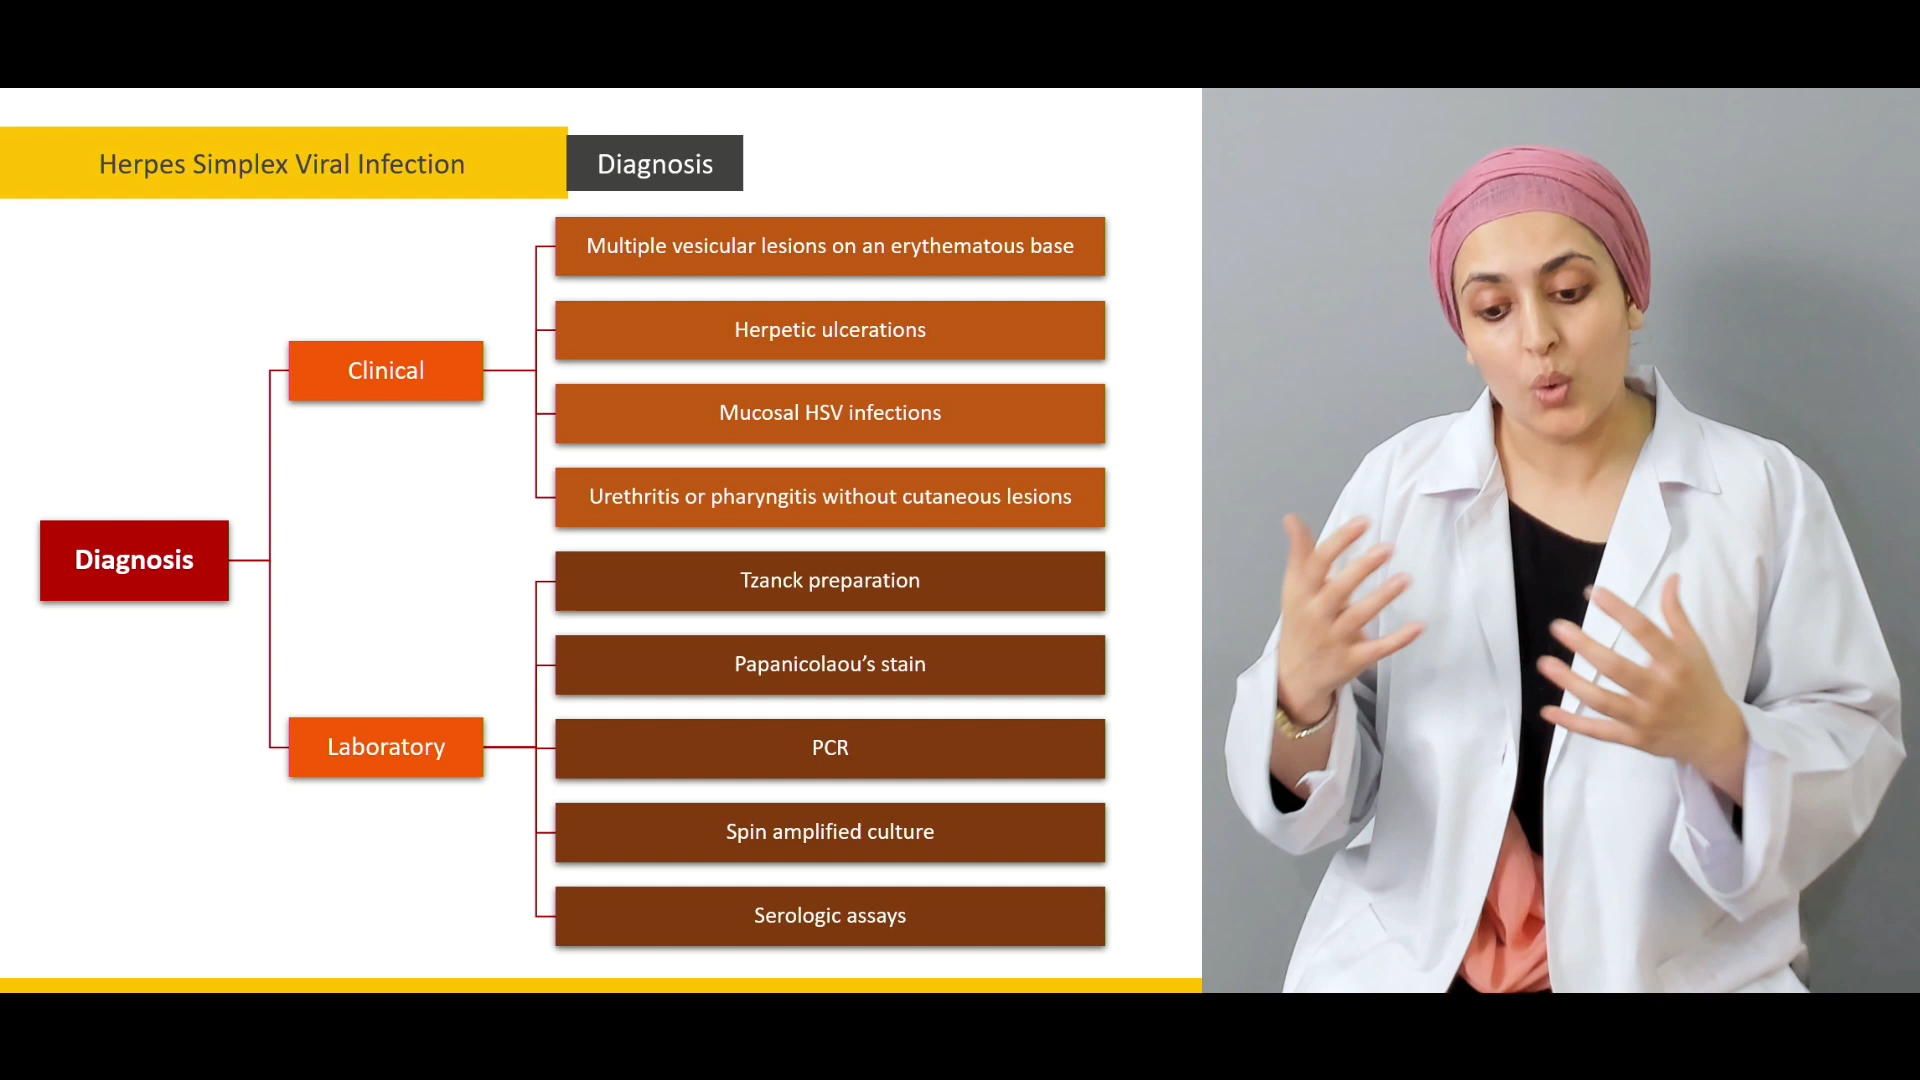 Herpes Simplex Viral Infection
Diagnosis
Multiple vesicular lesions on an erythematous base
Herpetic ulcerations
Clinical
Mucosal HSV infections
Urethritis or pharyngitis without cutaneous lesions
Diagnosis
Tzanck preparation
Papanicolaou’s stain
Laboratory
PCR
Spin amplified culture
Serologic assays